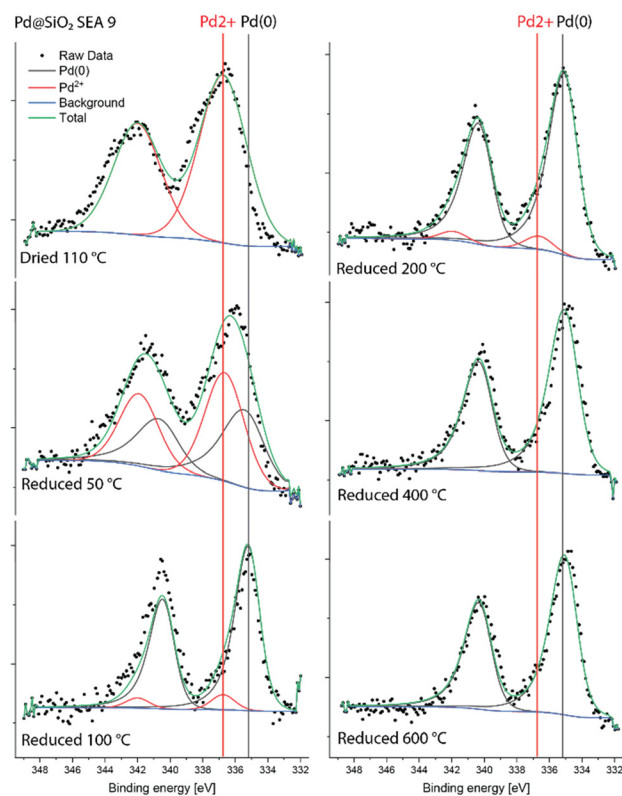 Pd@SiO₂ SEA 9
Pd2+ Pd(0)
Raw Data
Pd(0)
Pd²⁺
Background
Total
Dried 110 °C
Reduced 50 °C
Reduced 100 °C
348 346 344 342 340 338 336 334 332
Binding energy [eV]
Pd2+ Pd(0)
Reduced 200 °C
Reduced 400 °C
Reduced 600 °C
348 346 344 342 340 338 336 334 332
Binding energy [eV]